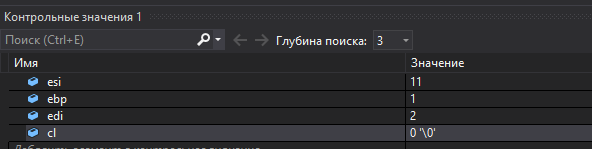 Контрольные значения 1
Поиск (Ctrl+E) Глубина поиска: 3
Имя Значение
esi 11
ebp 1
edi 2
cl 0 '\0'